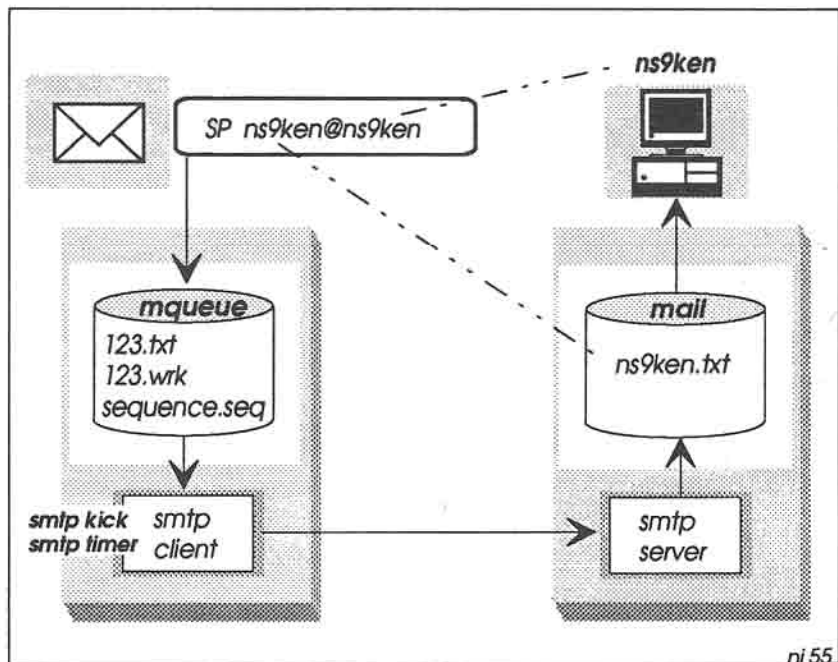 ns9ken
SP ns9ken@ns9ken
mqueue
123.txt
123.wrk
sequence.seq
mail
ns9ken.txt
smtp kick
smtp timer
smtp
client
smtp
server
nj 55